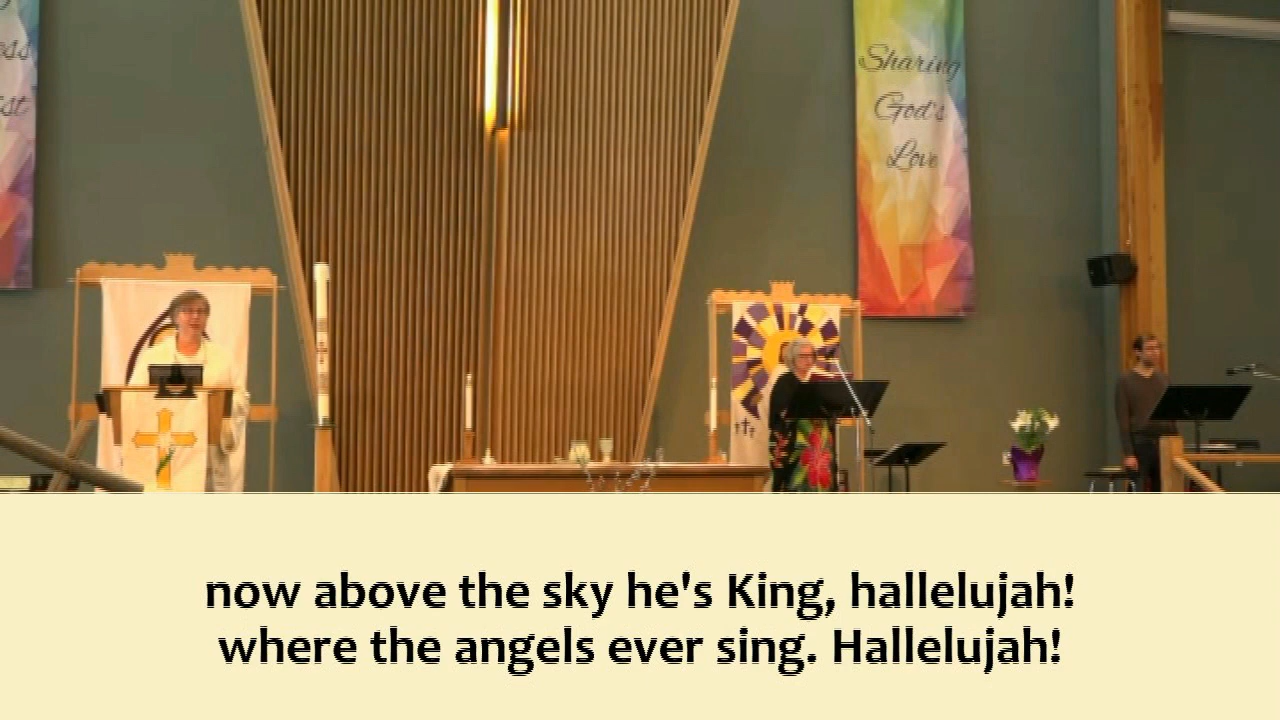 Sharing
God's
Love
now above the sky he's King, hallelujah!
where the angels ever sing. Hallelujah!